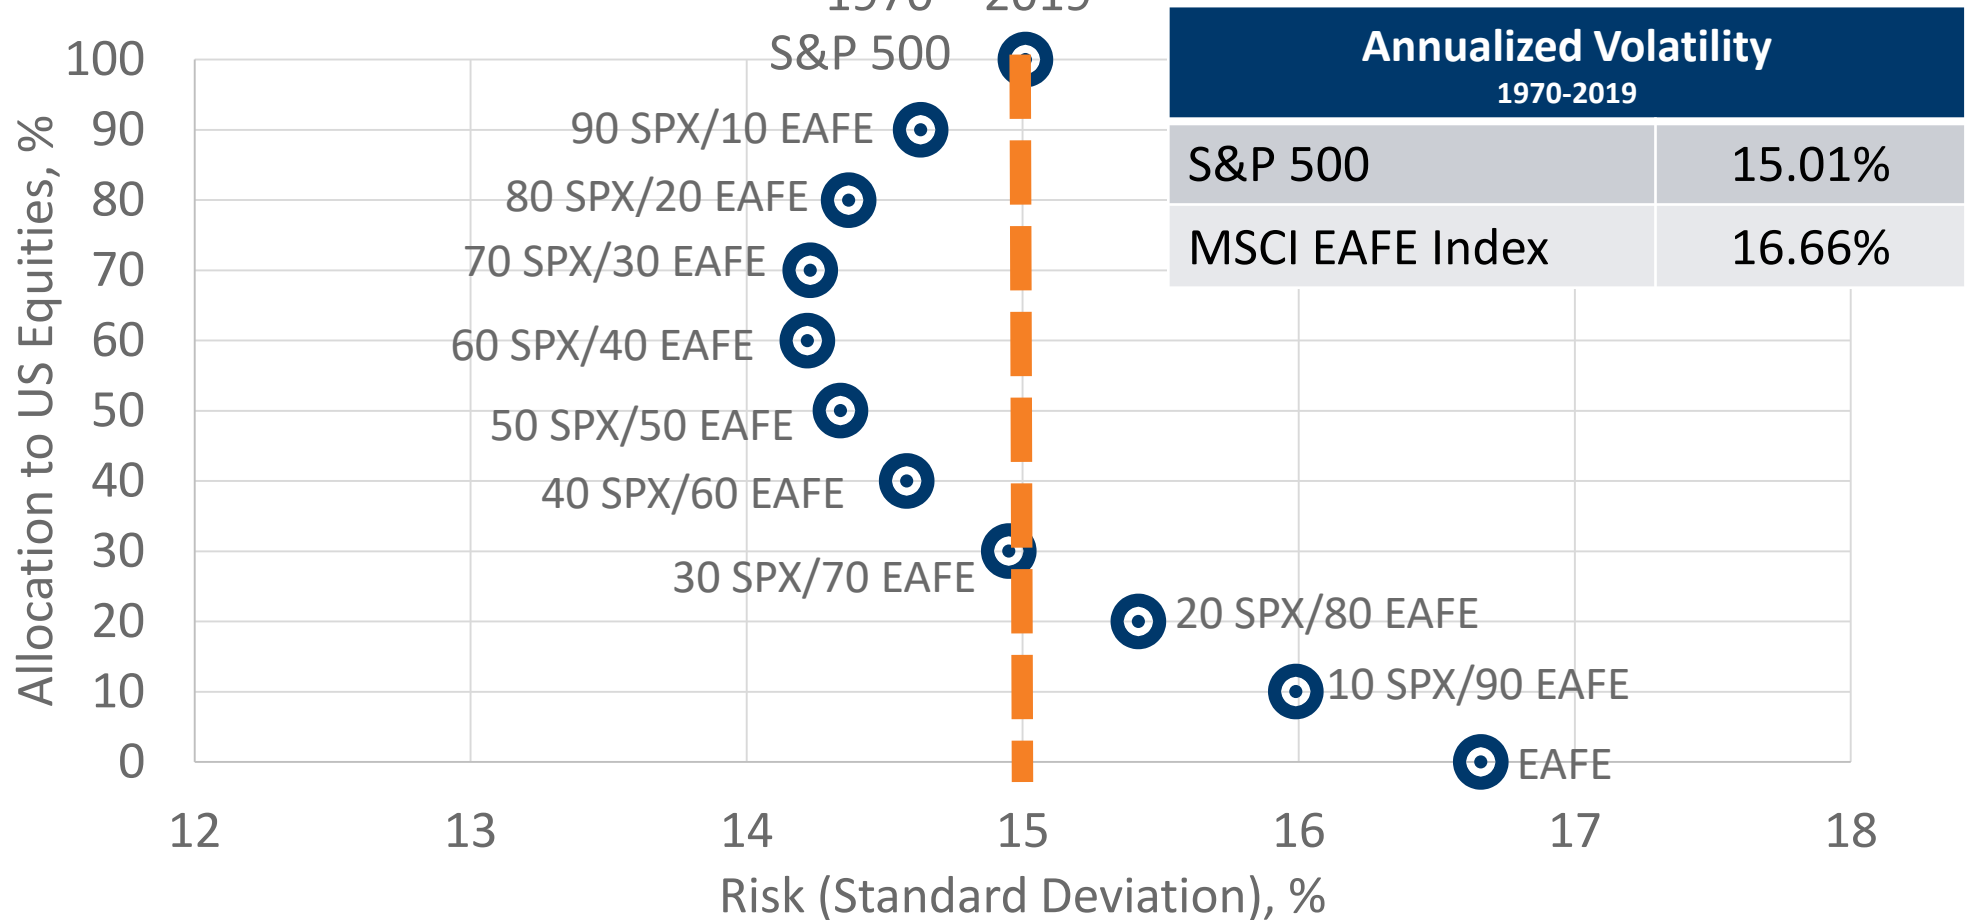 1970 – 2019
S&P 500
Annualized Volatility
1970-2019
S&P 500 15.01%
MSCI EAFE Index 16.66%
Allocation to US Equities, %
100
90
80
70
60
50
40
30
20
10
0
90 SPX/10 EAFE
80 SPX/20 EAFE
70 SPX/30 EAFE
60 SPX/40 EAFE
50 SPX/50 EAFE
40 SPX/60 EAFE
30 SPX/70 EAFE
20 SPX/80 EAFE
10 SPX/90 EAFE
EAFE
12 13 14 15 16 17 18
Risk (Standard Deviation), %